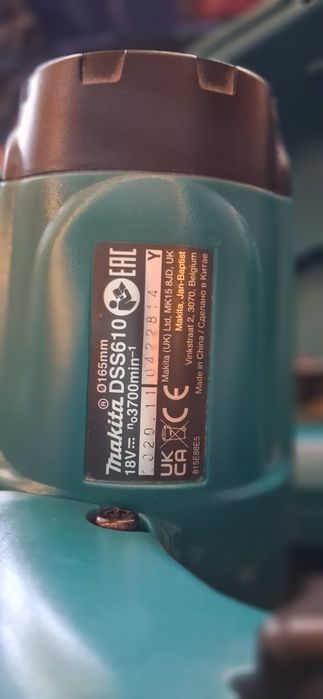 makita® Ø165mm
DSS610
18V⎓ n₀3700min⁻¹
EAC
2020 11 0422814 Y
UK
CA
CE
Makita (UK) Ltd, MK15 8JD, UK
Makita, Jan-Baptist
Vinkstraat 2, 3070, Belgium
Made in China / Сделано в Китае
815E88E5